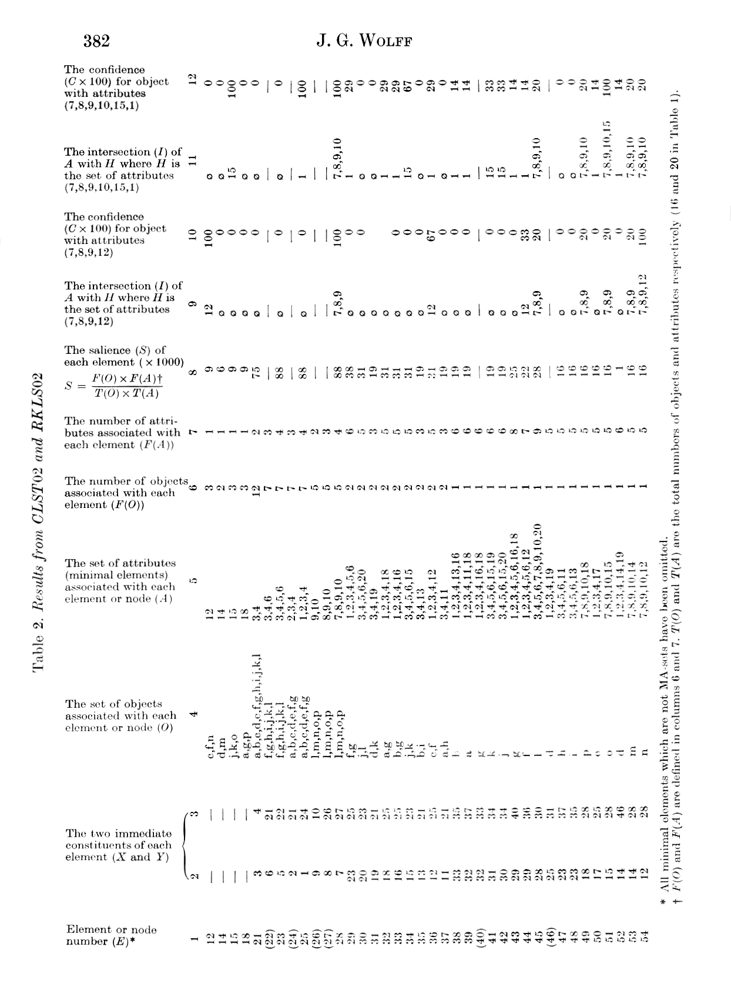 382
J. G. WOLFF
Table 2. Results from CLST02 and RKLS02
The confidence
(C × 100) for object
with attributes
(7,8,9,10,15,1)
The intersection (I) of
A with H where H is
the set of attributes
(7,8,9,10,15,1)
The confidence
(C × 100) for object
with attributes
(7,8,9,12)
The intersection (I) of
A with H where H is
the set of attributes
(7,8,9,12)
The salience (S) of
each element ( × 1000)
S = F(O) × F(A)† / T(O) × T(A)
The number of attri-
butes associated with
each element (F(A))
The number of objects
associated with each
element (F(O))
The set of attributes
(minimal elements)
associated with each
element or node (A)
The set of objects
associated with each
element or node (O)
The two immediate
constituents of each
element (X and Y)
Element or node
number (E)*
1 2 3 4 5 6 7 8 9 10 11 12
12 — — c,f,n 12 3 1 9 12 100 0 0
14 — — d,m 14 2 1 6 0 0 0 0
15 — — j,k,o 15 3 1 9 0 0 15 100
18 — — a,g,p 18 3 1 9 0 0 0 0
21 3 4 a,b,c,d,e,f,g,h,i,j,k,l 3,4 12 2 75 0 0 0 0
(22) 6 21 f,g,h,i,j,k,l 3,4,6 7 3 — — — — —
23 5 22 f,g,h,i,j,k,l 3,4,5,6 7 4 88 0 0 0 0
(24) 2 21 a,b,c,d,e,f,g 2,3,4 7 3 — — — — —
25 1 24 a,b,c,d,e,f,g 1,2,3,4 7 4 88 0 0 1 100
(26) 9 10 l,m,n,o,p 9,10 5 2 — — — — —
(27) 8 26 l,m,n,o,p 8,9,10 5 3 — — — — —
28 7 27 l,m,n,o,p 7,8,9,10 5 4 88 7,8,9 100 7,8,9,10 100
29 23 25 f,g 1,2,3,4,5,6 2 6 38 0 0 1 29
30 20 23 j,l 3,4,5,6,20 2 5 31 0 0 0 0
31 19 21 d,k 3,4,19 2 3 19 0 0 0
32 18 25 a,g 1,2,3,4,18 2 5 31 0 1 29
33 16 25 b,g 1,2,3,4,16 2 5 31 0 0 1 29
34 15 23 j,k 3,4,5,6,15 2 5 31 0 0 15 67
35 13 21 b,i 3,4,13 2 3 19 0 0 0 0
36 12 25 c,f 1,2,3,4,12 2 5 31 12 67 1 29
37 11 21 a,h 3,4,11 2 3 19 0 0 0 0
38 33 35 b 1,2,3,4,13,16 1 6 19 0 0 1 14
39 32 37 a 1,2,3,4,11,18 1 6 19 0 0 1 14
(40) 32 33 g 1,2,3,4,16,18 1 6 — — — — —
41 31 34 k 3,4,5,6,15,19 1 6 19 0 0 15 33
42 30 34 j 3,4,5,6,15,20 1 6 19 0 0 15 33
43 29 40 g 1,2,3,4,5,6,16,18 1 8 25 0 0 1 14
44 29 36 f 1,2,3,4,5,6,12 1 7 22 12 33 1 14
45 28 30 l 3,4,5,6,7,8,9,10,20 1 9 28 7,8,9 20 7,8,9,10 20
(46) 25 31 d 1,2,3,4,19 1 5 — — — — —
47 23 37 h 3,4,5,6,11 1 5 16 0 0 0 0
48 23 35 i 3,4,5,6,13 1 5 16 0 0 0 0
49 18 28 p 7,8,9,10,18 1 5 16 7,8,9 20 7,8,9,10 20
50 17 25 e 1,2,3,4,17 1 5 16 0 0 1 14
51 15 28 o 7,8,9,10,15 1 5 16 7,8,9 20 7,8,9,10,15 100
52 14 46 d 1,2,3,4,14,19 1 6 1 0 0 1 14
53 14 28 m 7,8,9,10,14 1 5 16 7,8,9 20 7,8,9,10 20
54 12 28 n 7,8,9,10,12 1 5 16 7,8,9,12 100 7,8,9,10 20
* All minimal elements which are not MA-sets have been omitted.
† F(O) and F(A) are defined in columns 6 and 7. T(O) and T(A) are the total numbers of objects and attributes respectively (16 and 20 in Table 1).